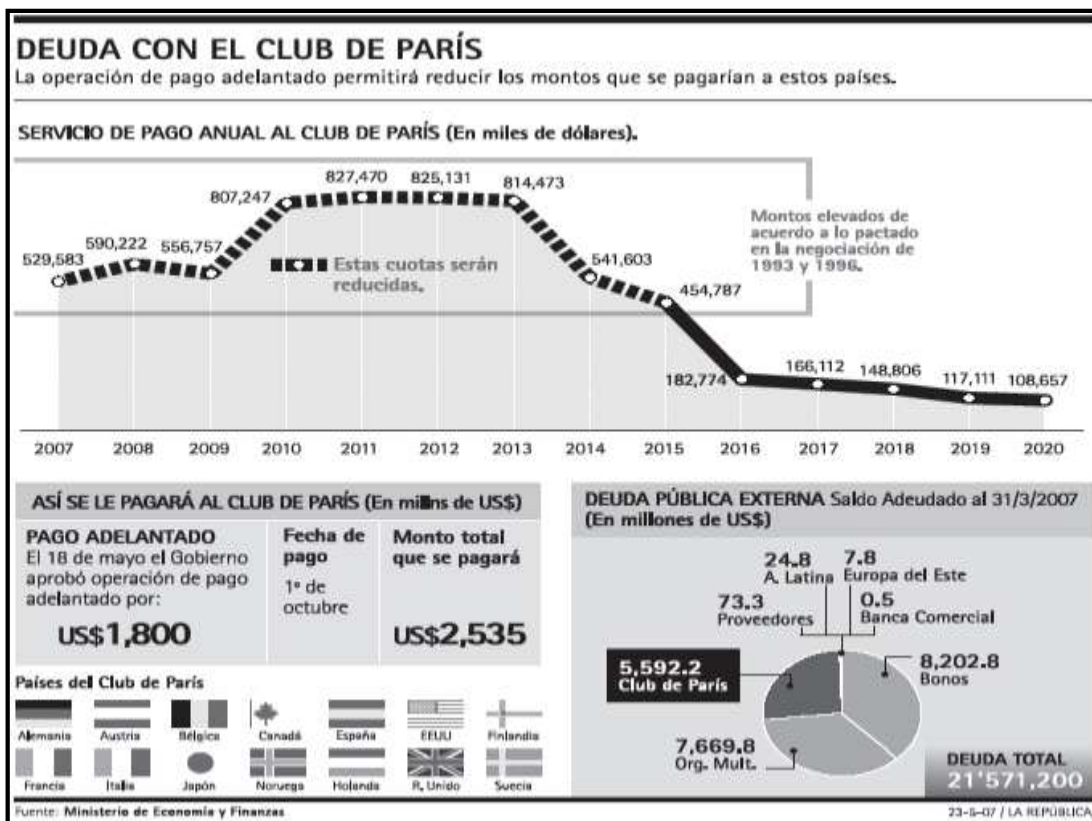 DEUDA CON EL CLUB DE PARÍS
La operación de pago adelantado permitirá reducir los montos que se pagarían a estos países.
SERVICIO DE PAGO ANUAL AL CLUB DE PARÍS (En miles de dólares).
529,583
590,222
556,757
807,247
827,470
825,131
814,473
541,603
454,787
182,774
166,112
148,806
117,111
108,657
Estas cuotas serán
reducidas.
Montos elevados de
acuerdo a lo pactado
en la negociación de
1993 y 1996.
2007 2008 2009 2010 2011 2012 2013 2014 2015 2016 2017 2018 2019 2020
ASÍ SE LE PAGARÁ AL CLUB DE PARÍS (En millns de US$)
PAGO ADELANTADO
El 18 de mayo el Gobierno
aprobó operación de pago
adelantado por:
US$1,800
Fecha de
pago
1º de
octubre
Monto total
que se pagará
US$2,535
Países del Club de París
Alemania Austria Bélgica Canadá España EEUU Finlandia
Francia Italia Japón Noruega Holanda R. Unido Suecia
DEUDA PÚBLICA EXTERNA Saldo Adeudado al 31/3/2007
(En millones de US$)
24.8
A. Latina
7.8
Europa del Este
73.3
Proveedores
0.5
Banca Comercial
5,592.2
Club de París
8,202.8
Bonos
7,669.8
Org. Mult.
DEUDA TOTAL
21'571,200
Fuente: Ministerio de Economía y Finanzas
23-5-07 / LA REPÚBLICA